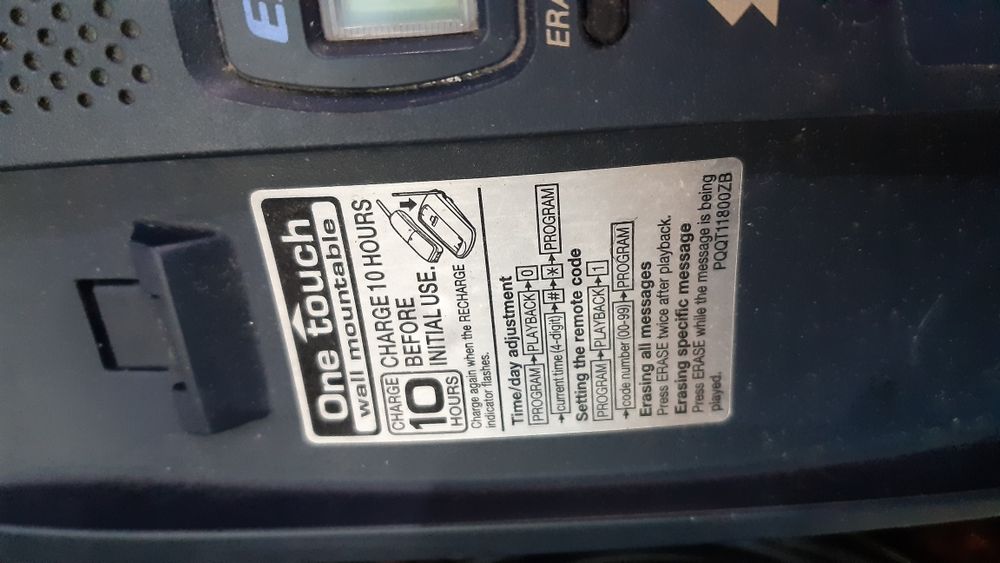 ERA
One touch
wall mountable
CHARGE
10
HOURS
CHARGE 10 HOURS
BEFORE
INITIAL USE.
Charge again when the RECHARGE
indicator flashes.
Time/day adjustment
PROGRAM→PLAYBACK→0
→current time (4-digit)→#→*→PROGRAM
Setting the remote code
PROGRAM→PLAYBACK→1
→code number (00-99)→PROGRAM
Erasing all messages
Press ERASE twice after playback.
Erasing specific message
Press ERASE while the message is being
played.
PQQT11800ZB